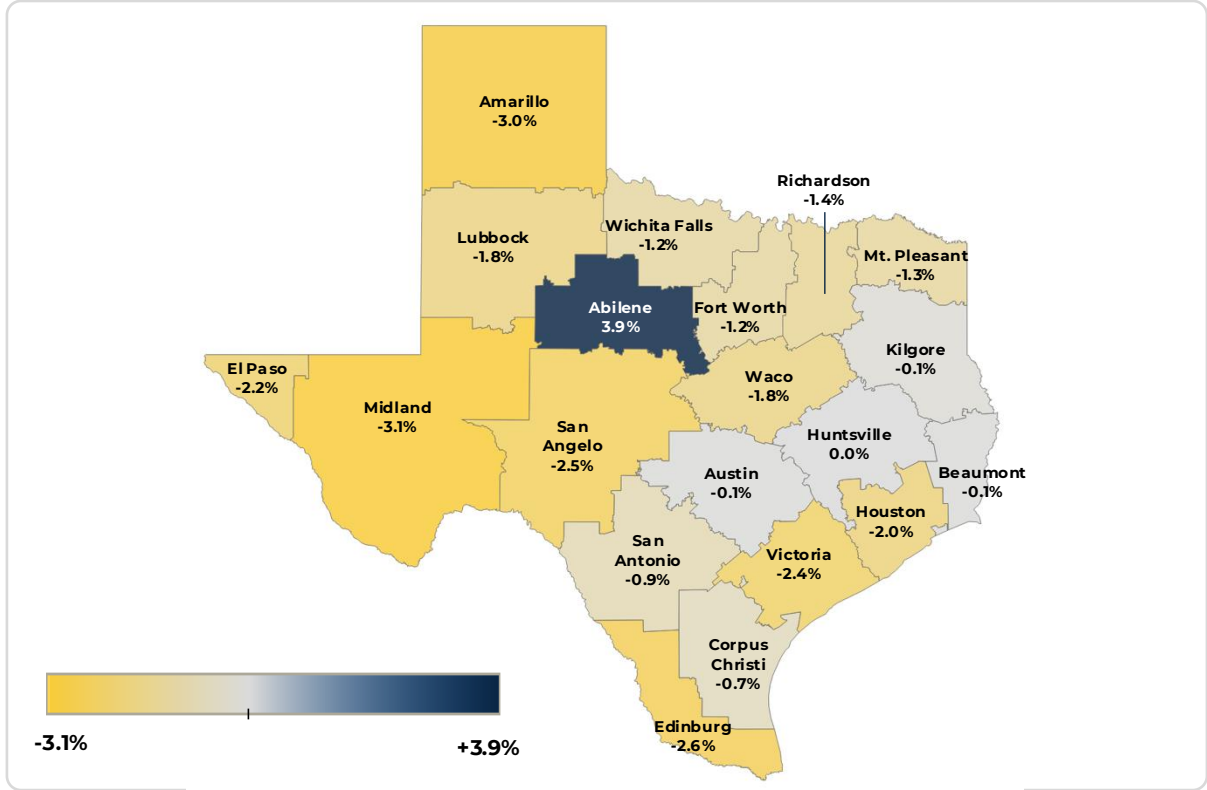 Amarillo
-3.0%
Richardson
-1.4%
Wichita Falls
-1.2%
Lubbock
-1.8%
Mt. Pleasant
-1.3%
Abilene
3.9%
Fort Worth
-1.2%
Kilgore
-0.1%
El Paso
-2.2%
Waco
-1.8%
Midland
-3.1%
San
Angelo
-2.5%
Huntsville
0.0%
Austin
-0.1%
Beaumont
-0.1%
Houston
-2.0%
San
Antonio
-0.9%
Victoria
-2.4%
Corpus
Christi
-0.7%
Edinburg
-2.6%
-3.1%
+3.9%